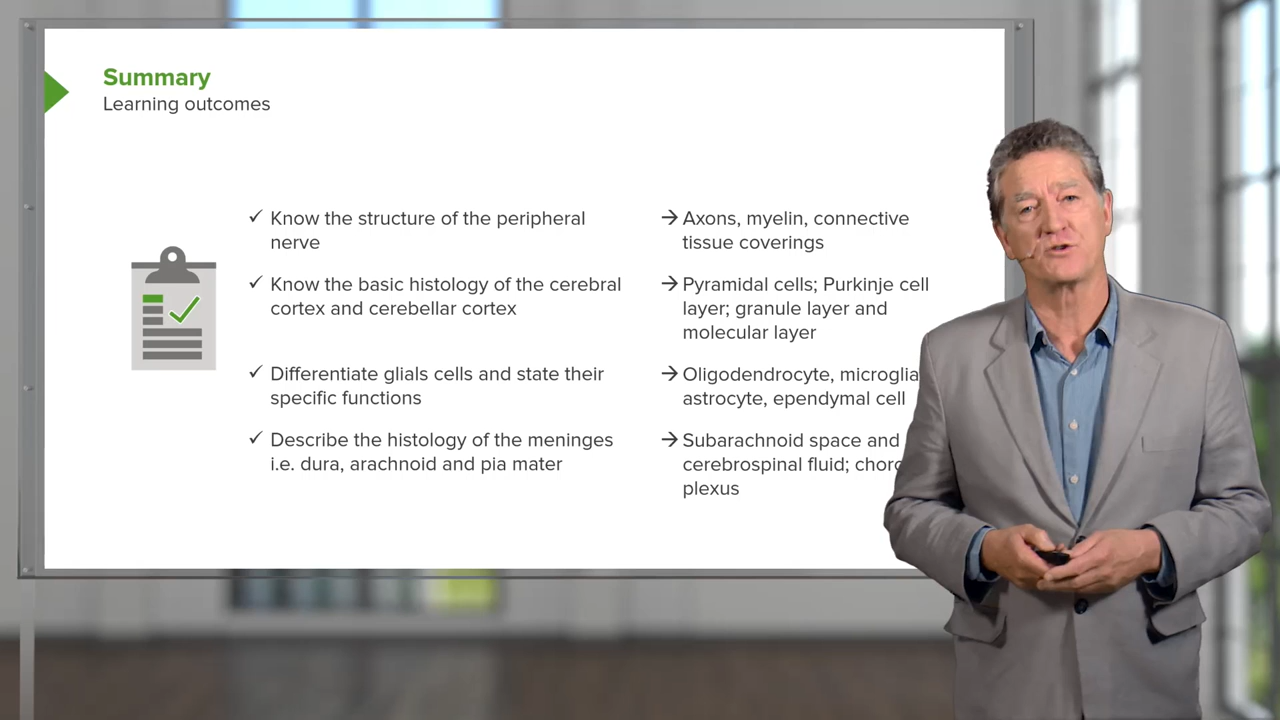 Summary
Learning outcomes
✓ Know the structure of the peripheral
nerve
→ Axons, myelin, connective
tissue coverings
✓ Know the basic histology of the cerebral
cortex and cerebellar cortex
→ Pyramidal cells; Purkinje cell
layer; granule layer and
molecular layer
✓ Differentiate glials cells and state their
specific functions
→ Oligodendrocyte, microglia
astrocyte, ependymal cell
✓ Describe the histology of the meninges
i.e. dura, arachnoid and pia mater
→ Subarachnoid space and
cerebrospinal fluid;
plexus